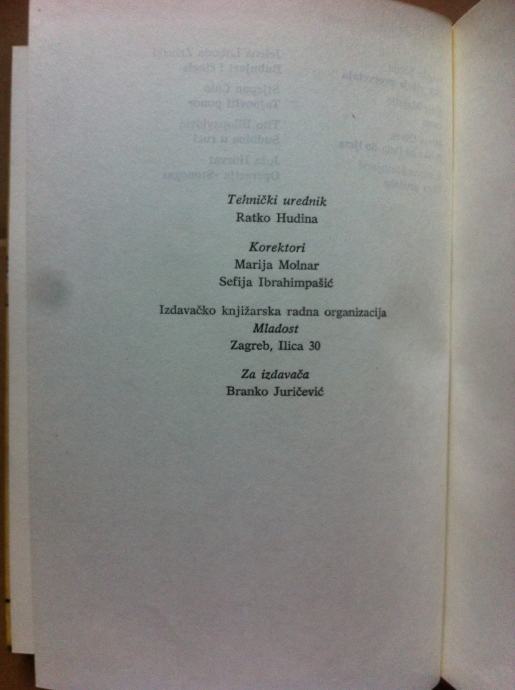 Tehnički urednik
Ratko Hudina
Korektori
Marija Molnar
Sefija Ibrahimpašić
Izdavačko knjižarska radna organizacija
Mladost
Zagreb, Ilica 30
Za izdavača
Branko Juričević